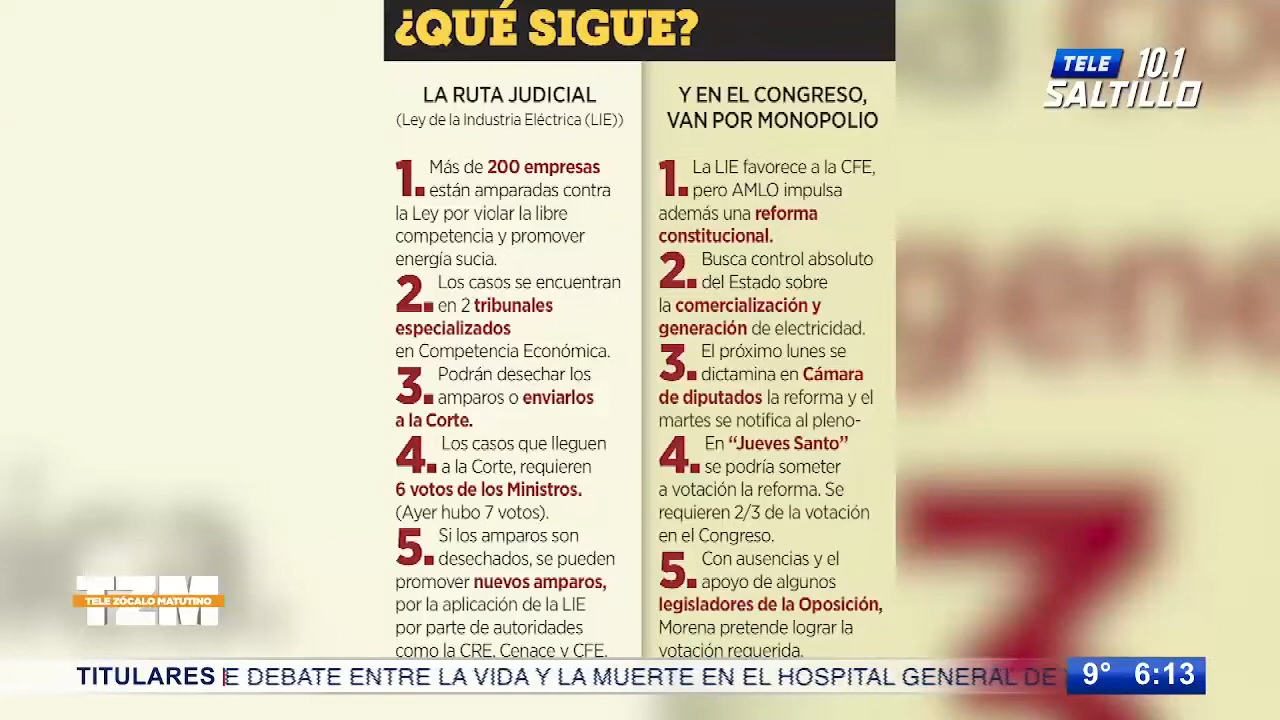 ¿QUÉ SIGUE?
LA RUTA JUDICIAL
(Ley de la Industria Eléctrica (LIE))
1. Más de 200 empresas
están amparadas contra
la Ley por violar la libre
competencia y promover
energía sucia.
2. Los casos se encuentran
en 2 tribunales
especializados
en Competencia Económica.
3. Podrán desechar los
amparos o enviarlos
a la Corte.
4. Los casos que lleguen
a la Corte, requieren
6 votos de los Ministros.
(Ayer hubo 7 votos).
5. Si los amparos son
desechados, se pueden
promover nuevos amparos,
por la aplicación de la LIE
por parte de autoridades
como la CRE, Cenace y CFE.
Y EN EL CONGRESO,
VAN POR MONOPOLIO
1. La LIE favorece a la CFE,
pero AMLO impulsa
además una reforma
constitucional.
2. Busca control absoluto
del Estado sobre
la comercialización y
generación de electricidad.
3. El próximo lunes se
dictamina en Cámara
de diputados la reforma y el
martes se notifica al pleno-
4. En “Jueves Santo”
se podría someter
a votación la reforma. Se
requieren 2/3 de la votación
en el Congreso.
5. Con ausencias y el
apoyo de algunos
legisladores de la Oposición,
Morena pretende lograr la
votación requerida.
TELE 10.1
SALTILLO
gene
3
TZM
TELE ZÓCALO MATUTINO
TITULARES E DEBATE ENTRE LA VIDA Y LA MUERTE EN EL HOSPITAL GENERAL DE
9° 6:13